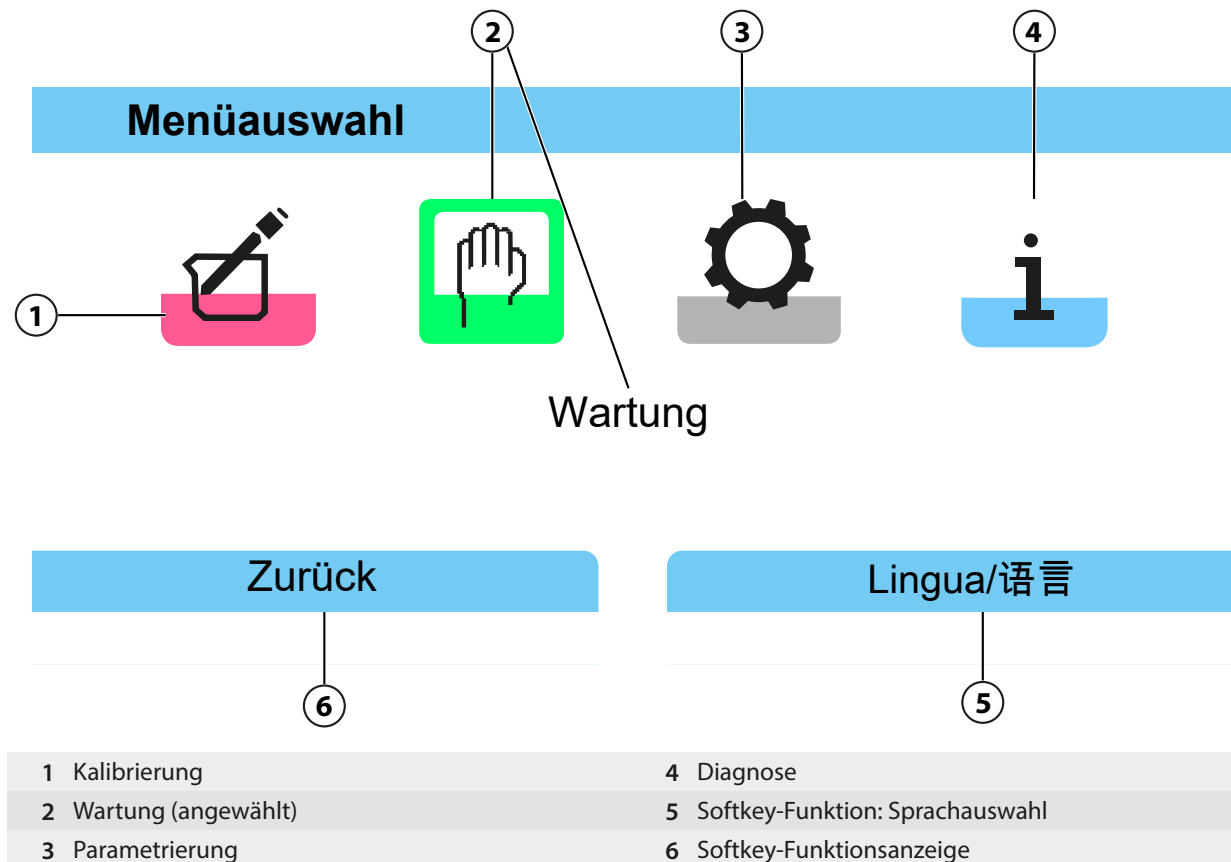 2 3 4
Menüauswahl
1
Wartung
Zurück Lingua/语言
6 5
1 Kalibrierung
2 Wartung (angewählt)
3 Parametrierung
4 Diagnose
5 Softkey-Funktion: Sprachauswahl
6 Softkey-Funktionsanzeige